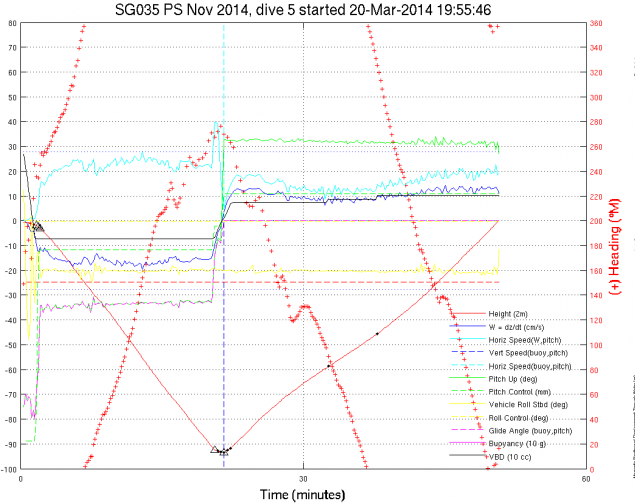 SG035 PS Nov 2014, dive 5 started 20-Mar-2014 19:55:46
80
70
60
50
40
30
20
10
0
-10
-20
-30
-40
-50
-60
-70
-80
-90
-100
360
340
320
300
280
260
240
220
200
180
160
140
120
100
80
60
40
20
0
(+) Heading (°M)
Height (2m)
W = dz/dt (cm/s)
Horiz Speed(W,pitch)
Vert Speed(buoy,pitch)
Horiz Speed(buoy,pitch)
Pitch Up (deg)
Pitch Control (mm)
Vehicle Roll Stbd (deg)
Roll Control (deg)
Glide Angle (buoy,pitch)
Buoyancy (10 g)
VBD (10 cc)
0
30
60
Time (minutes)